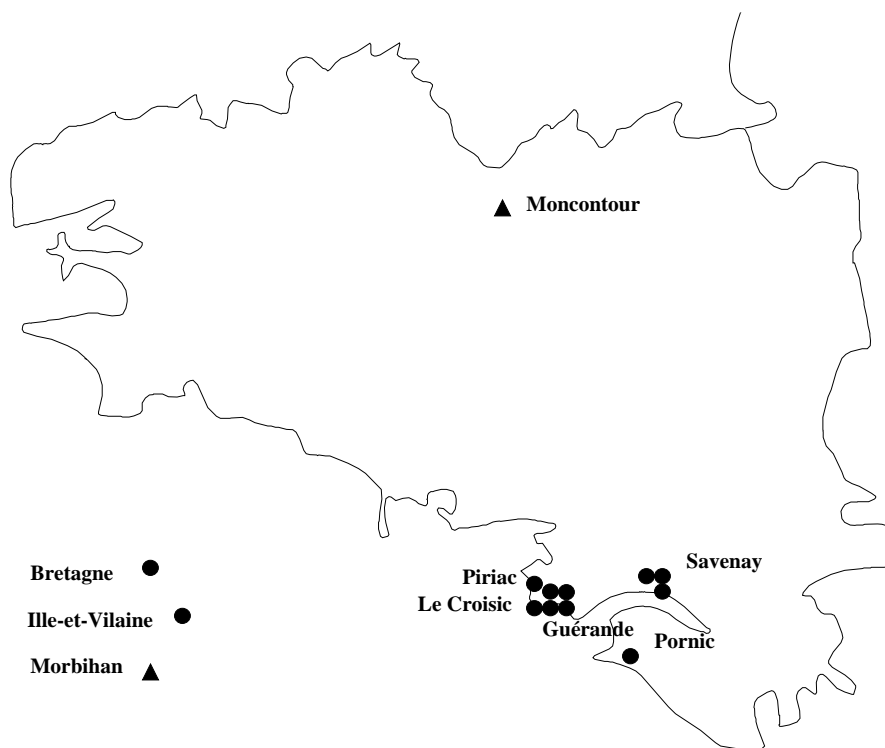 Moncontour
Savenay
Piriac
Bretagne
Le Croisic
Ille-et-Vilaine
Guérande
Pornic
Morbihan